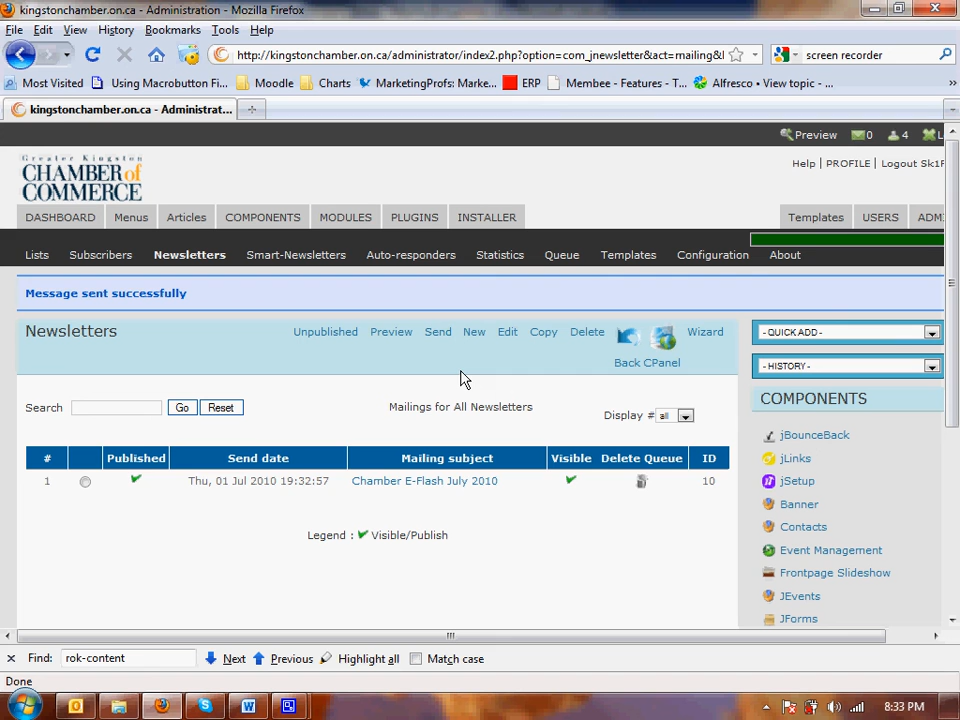 kingstonchamber.on.ca - Administration - Mozilla Firefox
File Edit View History Bookmarks Tools Help
http://kingstonchamber.on.ca/administrator/index2.php?option=com_jnewsletter&act=mailing&l screen recorder
Most Visited Using Macrobutton Fi... Moodle Charts MarketingProfs: Marke... ERP Membee - Features - T... Alfresco • View topic - ...
kingstonchamber.on.ca - Administrat...
Preview 0 4 L
Greater Kingston
CHAMBER of
COMMERCE
Help | PROFILE | Logout Sk1F
DASHBOARD Menus Articles COMPONENTS MODULES PLUGINS INSTALLER Templates USERS ADMI
Lists Subscribers Newsletters Smart-Newsletters Auto-responders Statistics Queue Templates Configuration About
Message sent successfully
Newsletters Unpublished Preview Send New Edit Copy Delete Wizard
Back CPanel
- QUICK ADD -
- HISTORY -
COMPONENTS
Search Go Reset Mailings for All Newsletters Display # all
# Published Send date Mailing subject Visible Delete Queue ID
1 Thu, 01 Jul 2010 19:32:57 Chamber E-Flash July 2010 10
Legend : Visible/Publish
jBounceBack
jLinks
jSetup
Banner
Contacts
Event Management
Frontpage Slideshow
JEvents
JForms
Find: rok-content Next Previous Highlight all Match case
Done
8:33 PM